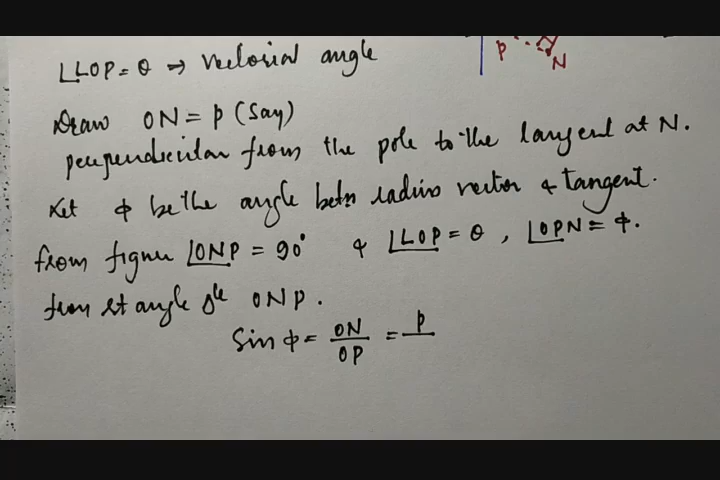 P
N
∠LOP = θ → Vectorial angle
Draw ON = p (Say)
perpendicular from the pole to the tangent at N.
Let φ be the angle betn radius vector & tangent.
from figure ∠ONP = 90° & ∠LOP = θ, ∠OPN = φ.
from rt angle Δle ONP.
Sin φ = ON/OP = p/